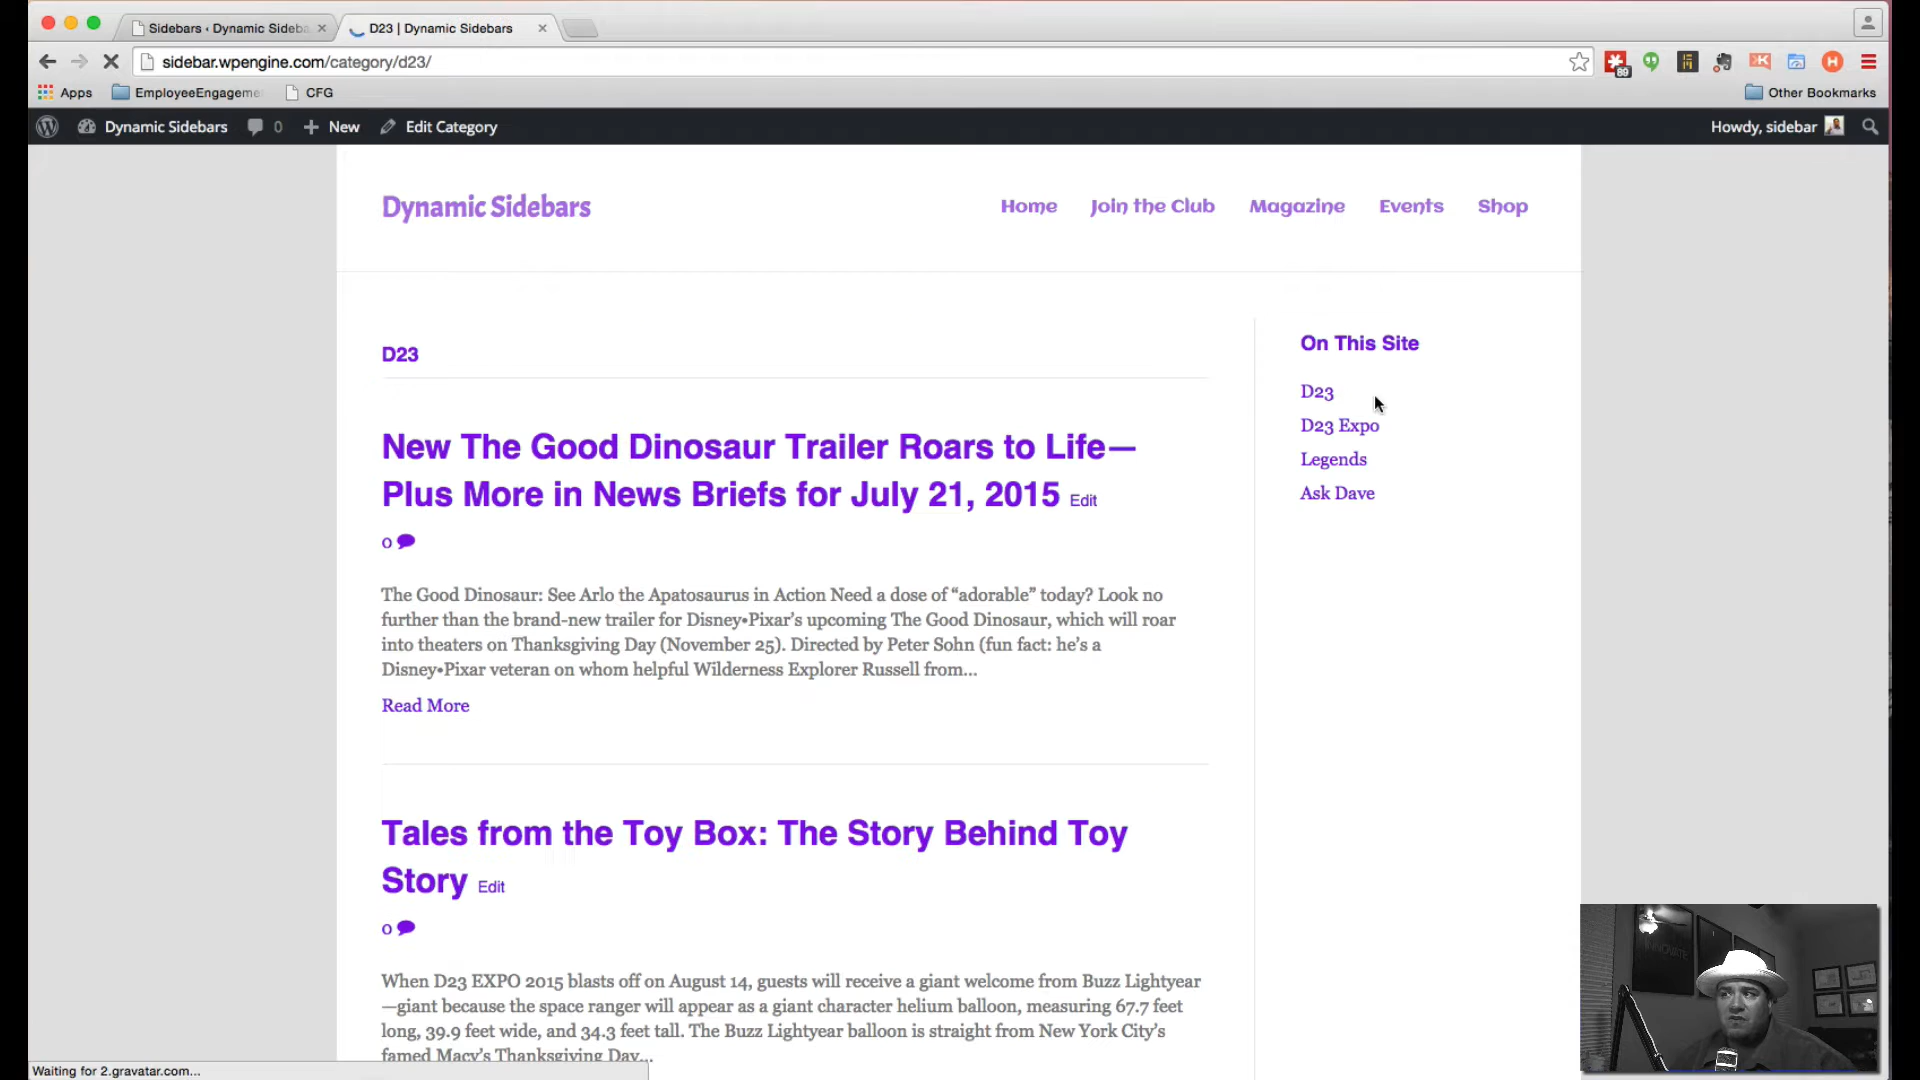 Sidebars ‹ Dynamic Sideba
D23 | Dynamic Sidebars
sidebar.wpengine.com/category/d23/
89
Apps
EmployeeEngageme
CFG
Other Bookmarks
Dynamic Sidebars
0
New
Edit Category
Howdy, sidebar
Dynamic Sidebars
Home
Join the Club
Magazine
Events
Shop
D23
On This Site
D23
D23 Expo
Legends
Ask Dave
New The Good Dinosaur Trailer Roars to Life—
Plus More in News Briefs for July 21, 2015 Edit
0
The Good Dinosaur: See Arlo the Apatosaurus in Action Need a dose of “adorable” today? Look no
further than the brand-new trailer for Disney•Pixar’s upcoming The Good Dinosaur, which will roar
into theaters on Thanksgiving Day (November 25). Directed by Peter Sohn (fun fact: he’s a
Disney•Pixar veteran on whom helpful Wilderness Explorer Russell from…
Read More
Tales from the Toy Box: The Story Behind Toy
Story Edit
0
When D23 EXPO 2015 blasts off on August 14, guests will receive a giant welcome from Buzz Lightyear
—giant because the space ranger will appear as a giant character helium balloon, measuring 67.7 feet
long, 39.9 feet wide, and 34.3 feet tall. The Buzz Lightyear balloon is straight from New York City’s
famed Macy’s Thanksgiving Day…
Waiting for 2.gravatar.com...